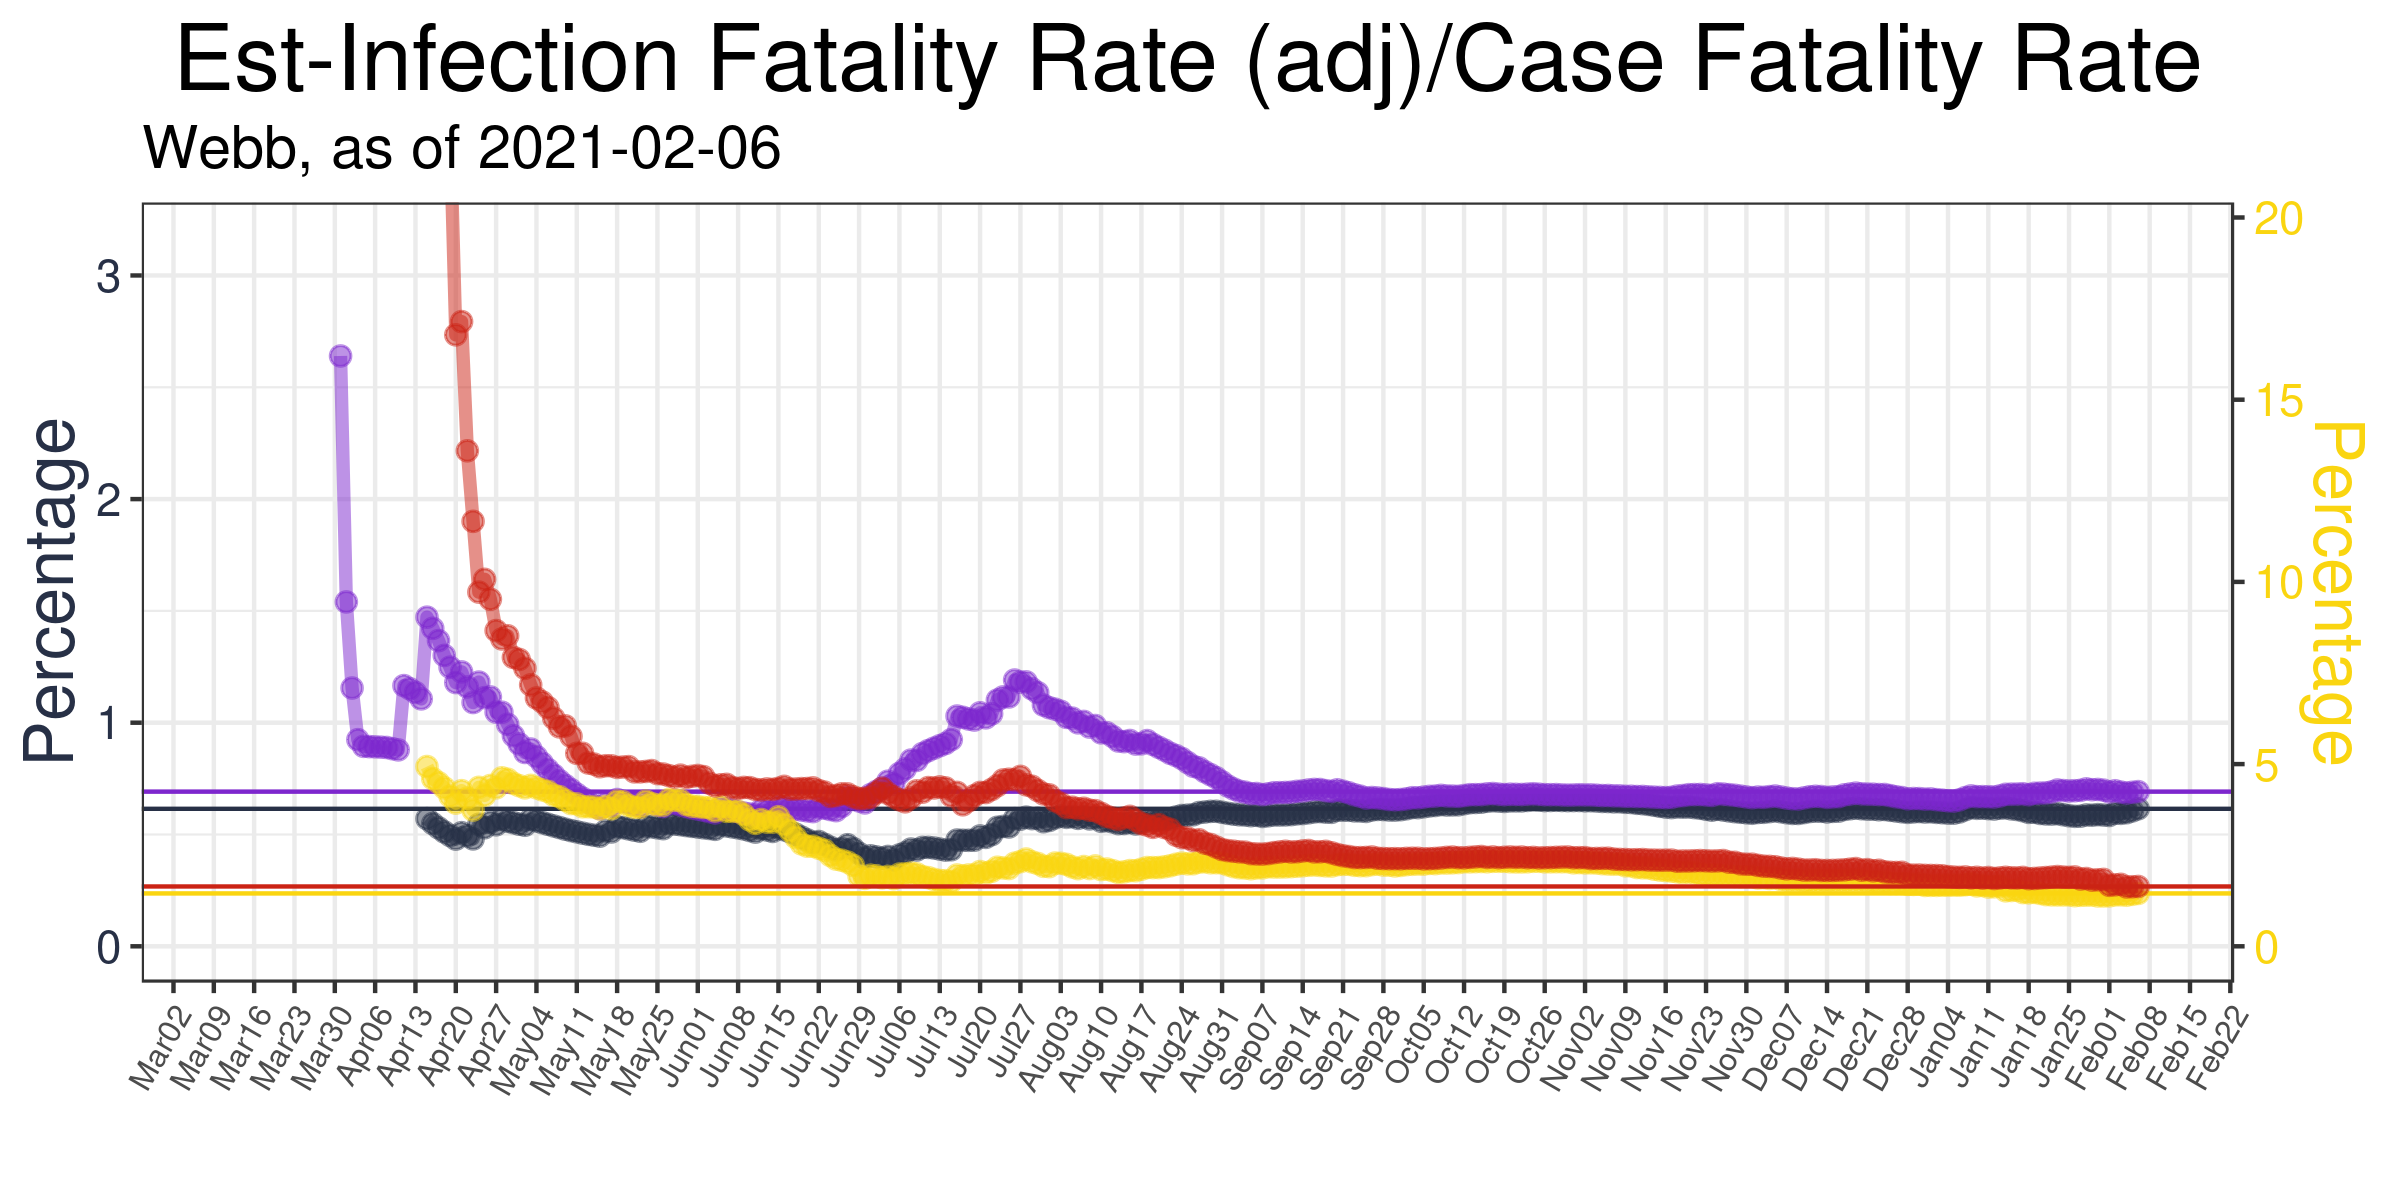 Est-Infection Fatality Rate (adj)/Case Fatality Rate
Webb, as of 2021-02-06
Percentage
3
2
1
0
20
15
10
5
0
Percentage
Mar02
Mar09
Mar16
Mar23
Mar30
Apr06
Apr13
Apr20
Apr27
May04
May11
May18
May25
Jun01
Jun08
Jun15
Jun22
Jun29
Jul06
Jul13
Jul20
Jul27
Aug03
Aug10
Aug17
Aug24
Aug31
Sep07
Sep14
Sep21
Sep28
Oct05
Oct12
Oct19
Oct26
Nov02
Nov09
Nov16
Nov23
Nov30
Dec07
Dec14
Dec21
Dec28
Jan04
Jan11
Jan18
Jan25
Feb01
Feb08
Feb15
Feb22